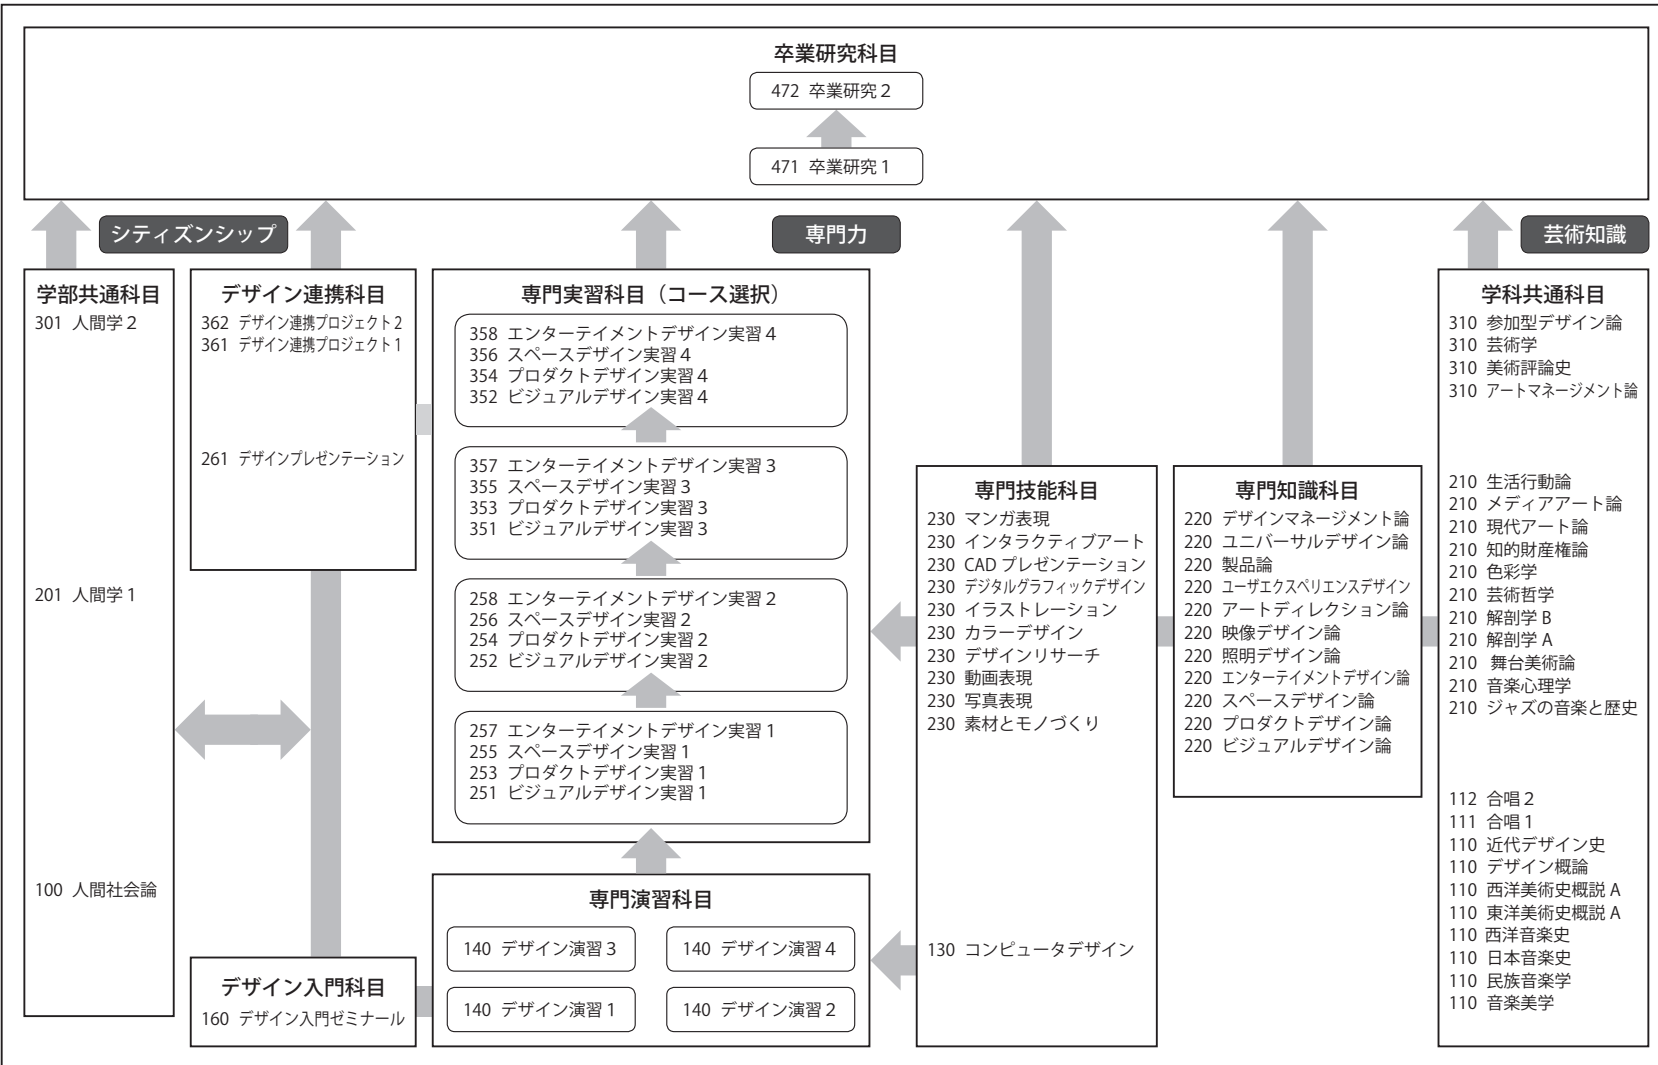 卒業研究科目
472 卒業研究2
471 卒業研究1
シティズンシップ
専門力
芸術知識
学部共通科目
301 人間学2
201 人間学1
100 人間社会論
デザイン連携科目
362 デザイン連携プロジェクト2
361 デザイン連携プロジェクト1
261 デザインプレゼンテーション
デザイン入門科目
160 デザイン入門ゼミナール
専門実習科目（コース選択）
358 エンターテイメントデザイン実習4
356 スペースデザイン実習4
354 プロダクトデザイン実習4
352 ビジュアルデザイン実習4
357 エンターテイメントデザイン実習3
355 スペースデザイン実習3
353 プロダクトデザイン実習3
351 ビジュアルデザイン実習3
258 エンターテイメントデザイン実習2
256 スペースデザイン実習2
254 プロダクトデザイン実習2
252 ビジュアルデザイン実習2
257 エンターテイメントデザイン実習1
255 スペースデザイン実習1
253 プロダクトデザイン実習1
251 ビジュアルデザイン実習1
専門演習科目
140 デザイン演習3
140 デザイン演習4
140 デザイン演習1
140 デザイン演習2
専門技能科目
230 マンガ表現
230 インタラクティブアート
230 CAD プレゼンテーション
230 デジタルグラフィックデザイン
230 イラストレーション
230 カラーデザイン
230 デザインリサーチ
230 動画表現
230 写真表現
230 素材とモノづくり
130 コンピュータデザイン
専門知識科目
220 デザインマネージメント論
220 ユニバーサルデザイン論
220 製品論
220 ユーザエクスペリエンスデザイン
220 アートディレクション論
220 映像デザイン論
220 照明デザイン論
220 エンターテイメントデザイン論
220 スペースデザイン論
220 プロダクトデザイン論
220 ビジュアルデザイン論
学科共通科目
310 参加型デザイン論
310 芸術学
310 美術評論史
310 アートマネージメント論
210 生活行動論
210 メディアアート論
210 現代アート論
210 知的財産権論
210 色彩学
210 芸術哲学
210 解剖学 B
210 解剖学 A
210 舞台美術論
210 音楽心理学
210 ジャズの音楽と歴史
112 合唱2
111 合唱1
110 近代デザイン史
110 デザイン概論
110 西洋美術史概説 A
110 東洋美術史概説 A
110 西洋音楽史
110 日本音楽史
110 民族音楽学
110 音楽美学